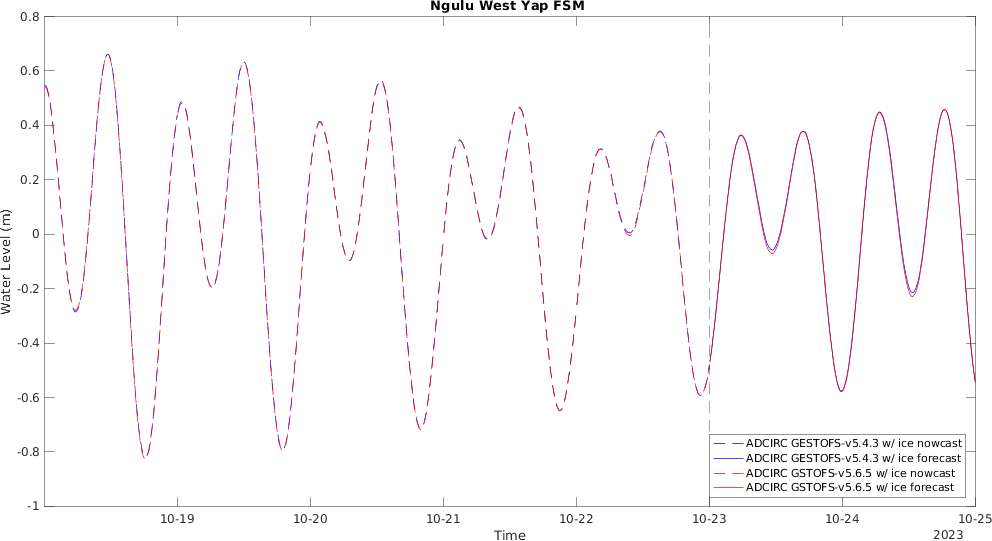 Ngulu West Yap FSM
0.8
0.6
0.4
0.2
0
-0.2
-0.4
-0.6
-0.8
-1
Water Level (m)
ADCIRC GESTOFS-v5.4.3 w/ ice nowcast
ADCIRC GESTOFS-v5.4.3 w/ ice forecast
ADCIRC GSTOFS-v5.6.5 w/ ice nowcast
ADCIRC GSTOFS-v5.6.5 w/ ice forecast
10-19 10-20 10-21 10-22 10-23 10-24 10-25
Time
2023